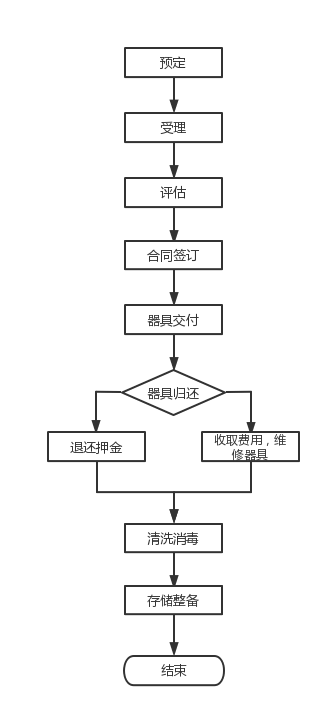 预定
受理
评估
合同签订
器具交付
器具归还
退还押金
收取费用，维
修器具
清洗消毒
存储整备
结束